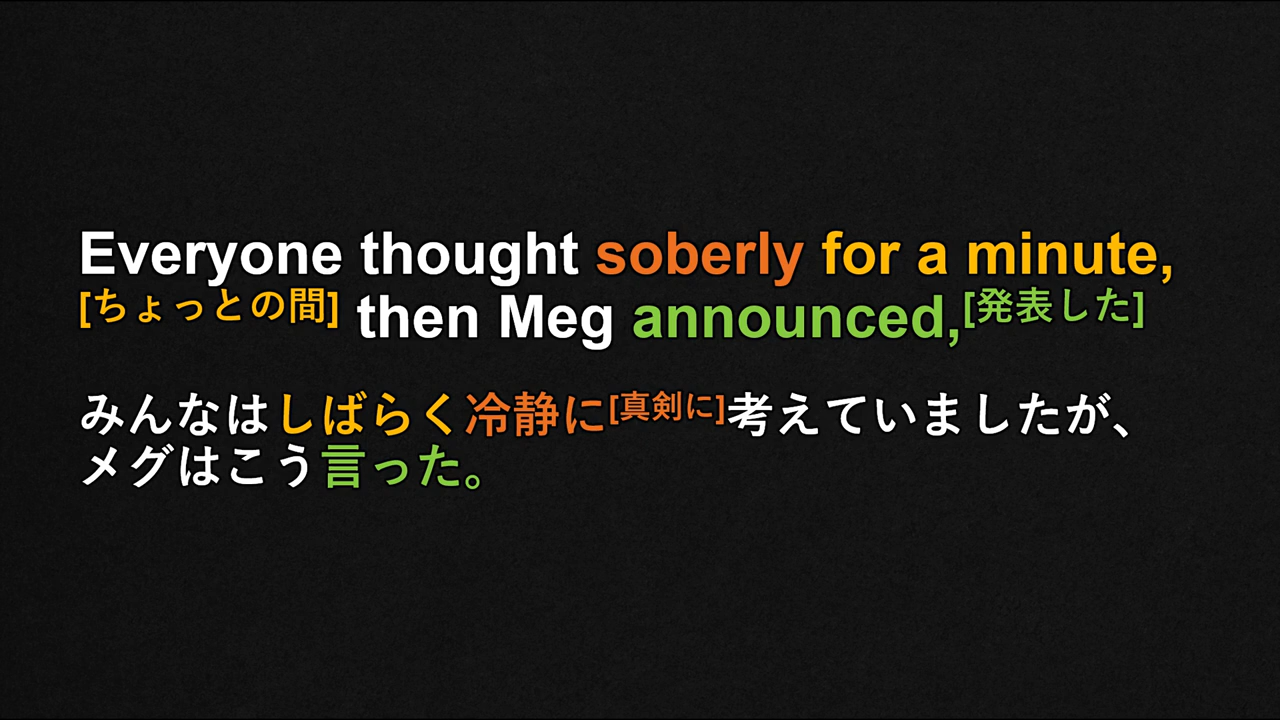 Everyone thought soberly for a minute,
[ちょっとの間] then Meg announced,[発表した]
みんなはしばらく冷静に[真剣に]考えていましたが、
メグはこう言った。